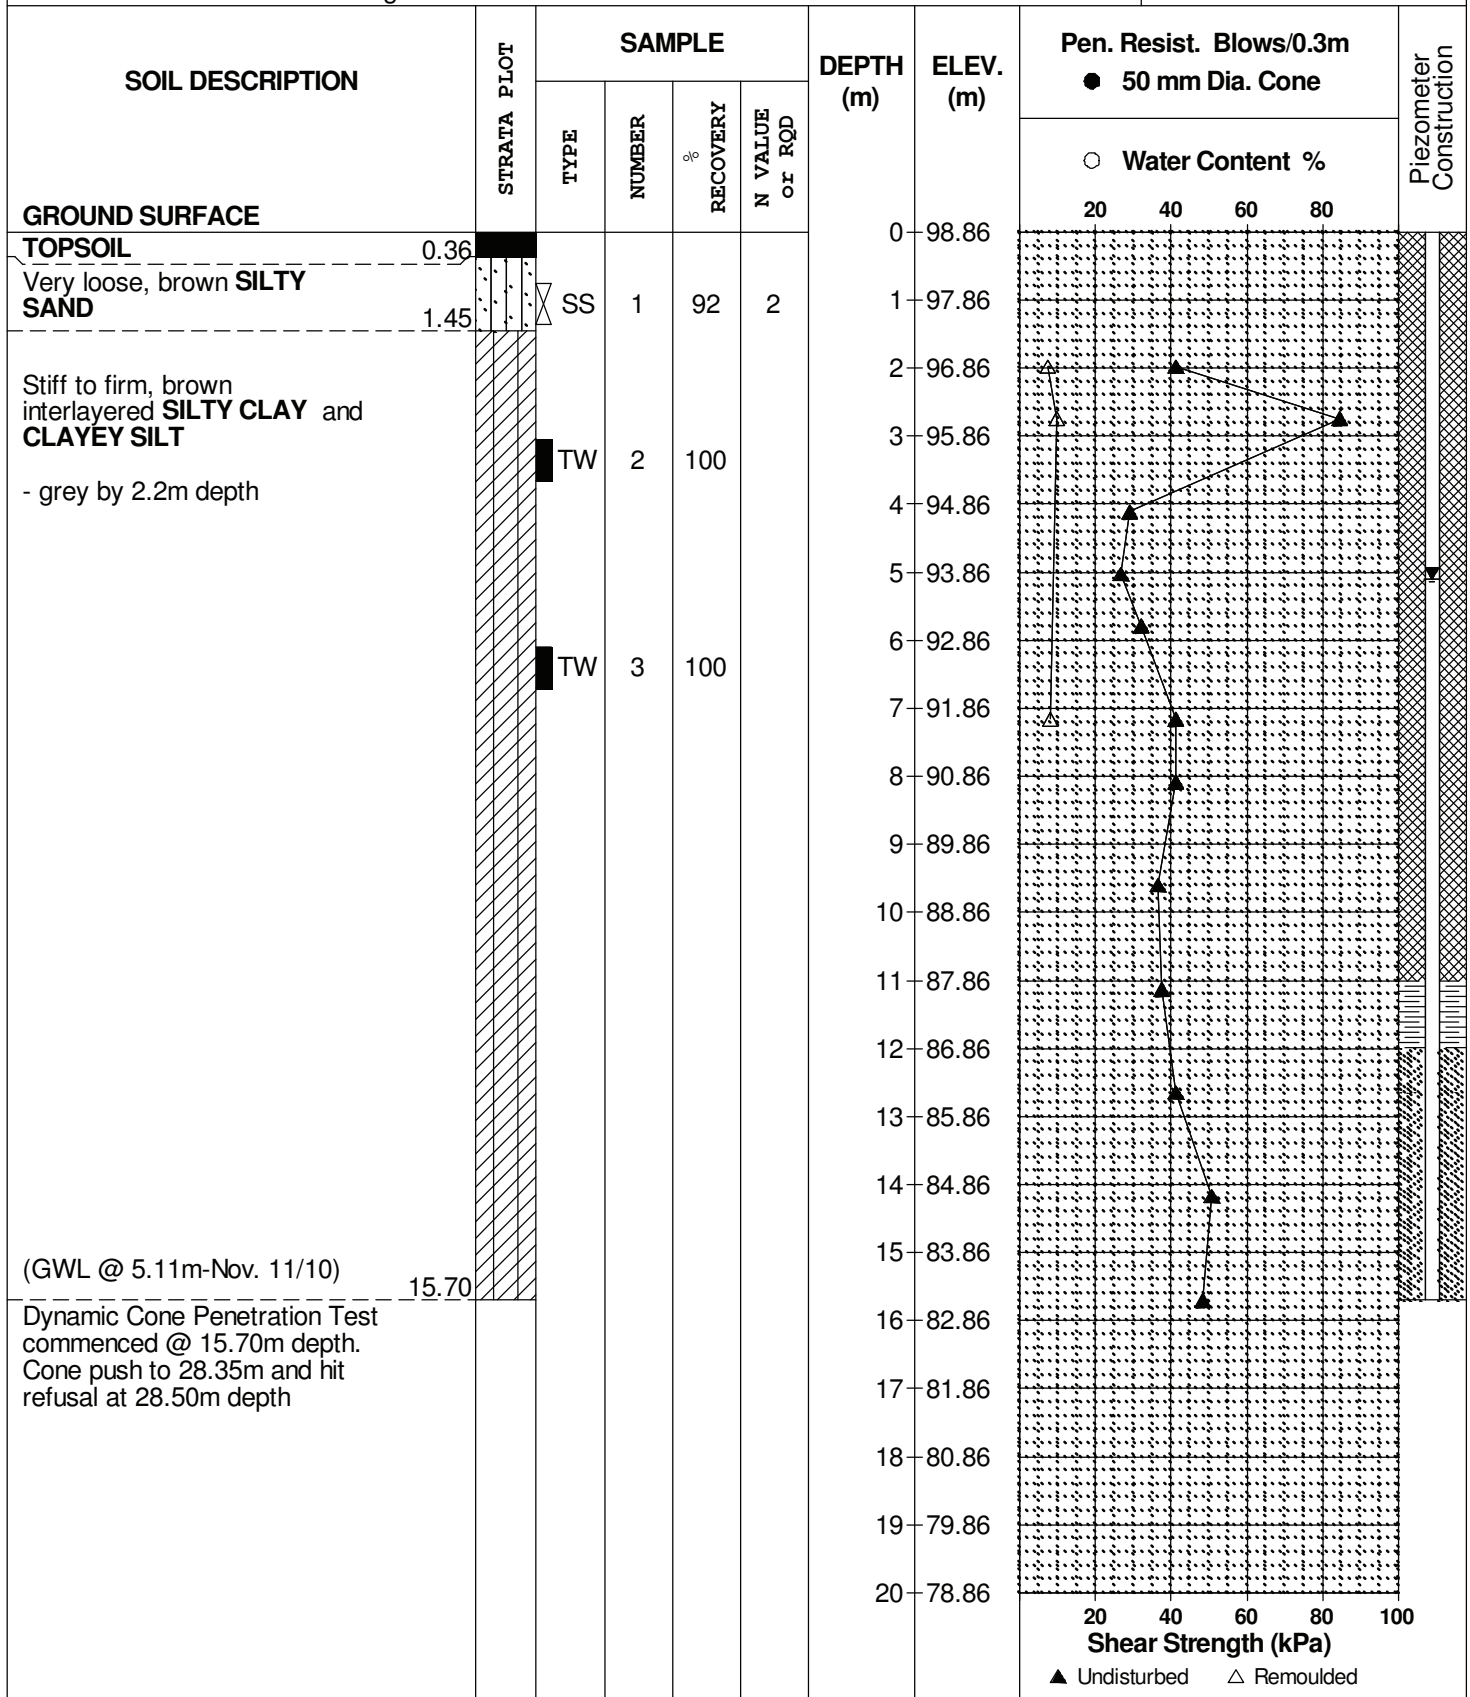 SOIL DESCRIPTION
STRATA PLOT
SAMPLE
TYPE
NUMBER
%
RECOVERY
N VALUE
or RQD
DEPTH
(m)
ELEV.
(m)
Pen. Resist. Blows/0.3m
● 50 mm Dia. Cone
○ Water Content %
Piezometer
Construction
20 40 60 80
GROUND SURFACE
0 98.86
TOPSOIL 0.36
Very loose, brown SILTY
SAND
1.45
SS 1 92 2
1 97.86
2 96.86
Stiff to firm, brown
interlayered SILTY CLAY and
CLAYEY SILT
3 95.86
TW 2 100
- grey by 2.2m depth
4 94.86
5 93.86
6 92.86
TW 3 100
7 91.86
8 90.86
9 89.86
10 88.86
11 87.86
12 86.86
13 85.86
14 84.86
15 83.86
(GWL @ 5.11m-Nov. 11/10)
15.70
Dynamic Cone Penetration Test
commenced @ 15.70m depth.
Cone push to 28.35m and hit
refusal at 28.50m depth
16 82.86
17 81.86
18 80.86
19 79.86
20 78.86
20 40 60 80 100
Shear Strength (kPa)
▲ Undisturbed △ Remoulded